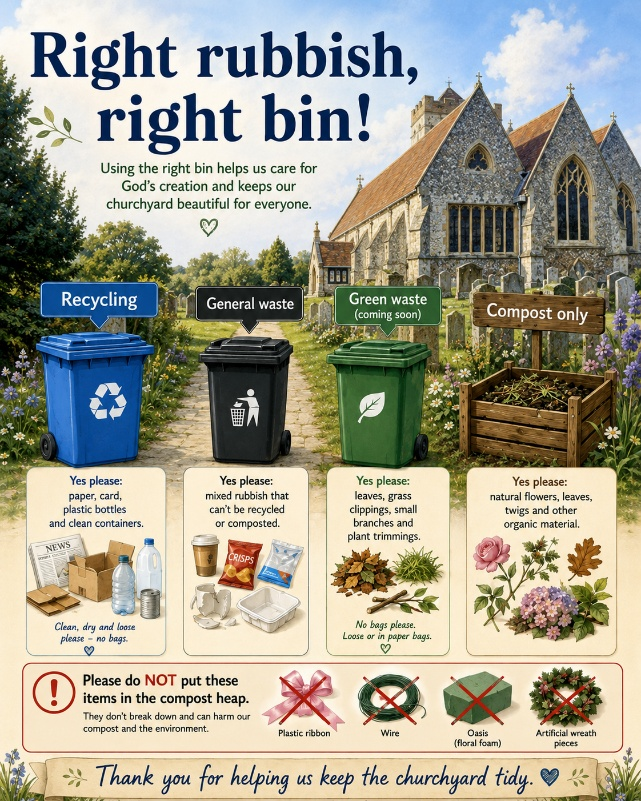 Right rubbish,
right bin!
Using the right bin helps us care for
God's creation and keeps our
churchyard beautiful for everyone.
Recycling
General waste
Green waste
(coming soon)
Compost only
Yes please:
paper, card,
plastic bottles
and clean containers.
NEWS
Clean, dry and loose
please – no bags.
Yes please:
mixed rubbish that
can't be recycled
or composted.
CRISPS
Yes please:
leaves, grass
clippings, small
branches and
plant trimmings.
No bags please.
Loose or in paper bags.
Yes please:
natural flowers, leaves,
twigs and other
organic material.
Please do NOT put these
items in the compost heap.
They don't break down and can harm our
compost and the environment.
Plastic ribbon
Wire
Oasis
(floral foam)
Artificial wreath
pieces
Thank you for helping us keep the churchyard tidy.